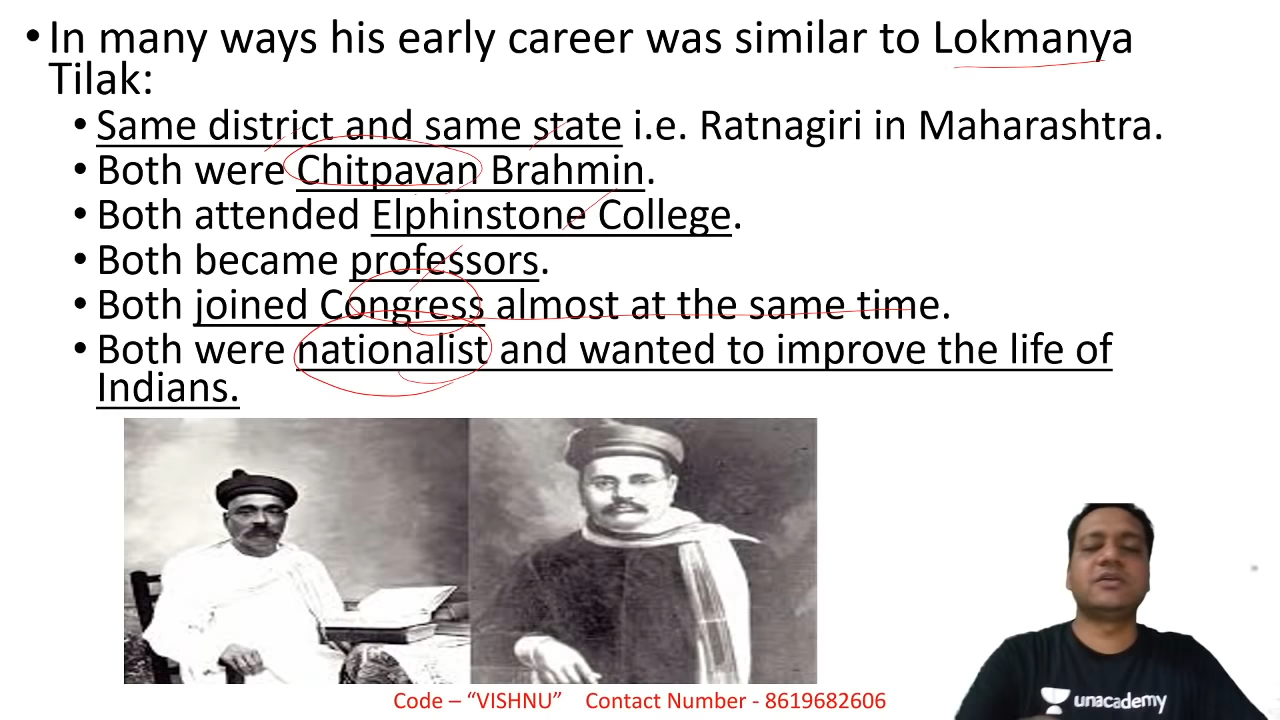 • In many ways his early career was similar to Lokmanya
Tilak:
• Same district and same state i.e. Ratnagiri in Maharashtra.
• Both were Chitpavan Brahmin.
• Both attended Elphinstone College.
• Both became professors.
• Both joined Congress almost at the same time.
• Both were nationalist and wanted to improve the life of
Indians.
Code – “VISHNU” Contact Number - 8619682606
unacademy